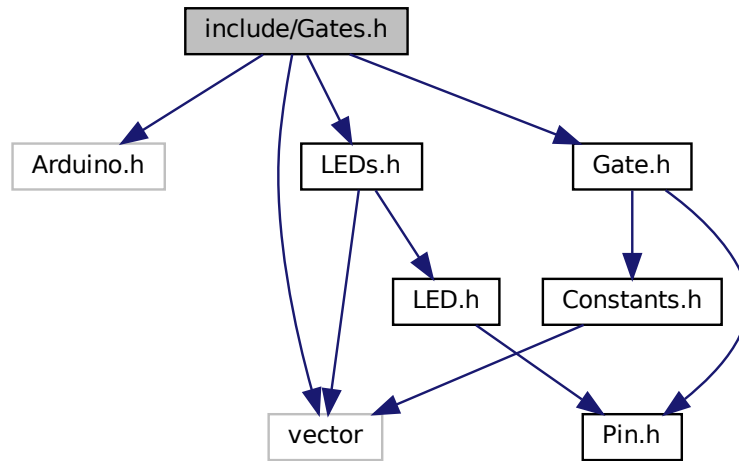 include/Gates.h
Arduino.h
LEDs.h
Gate.h
LED.h
Constants.h
vector
Pin.h